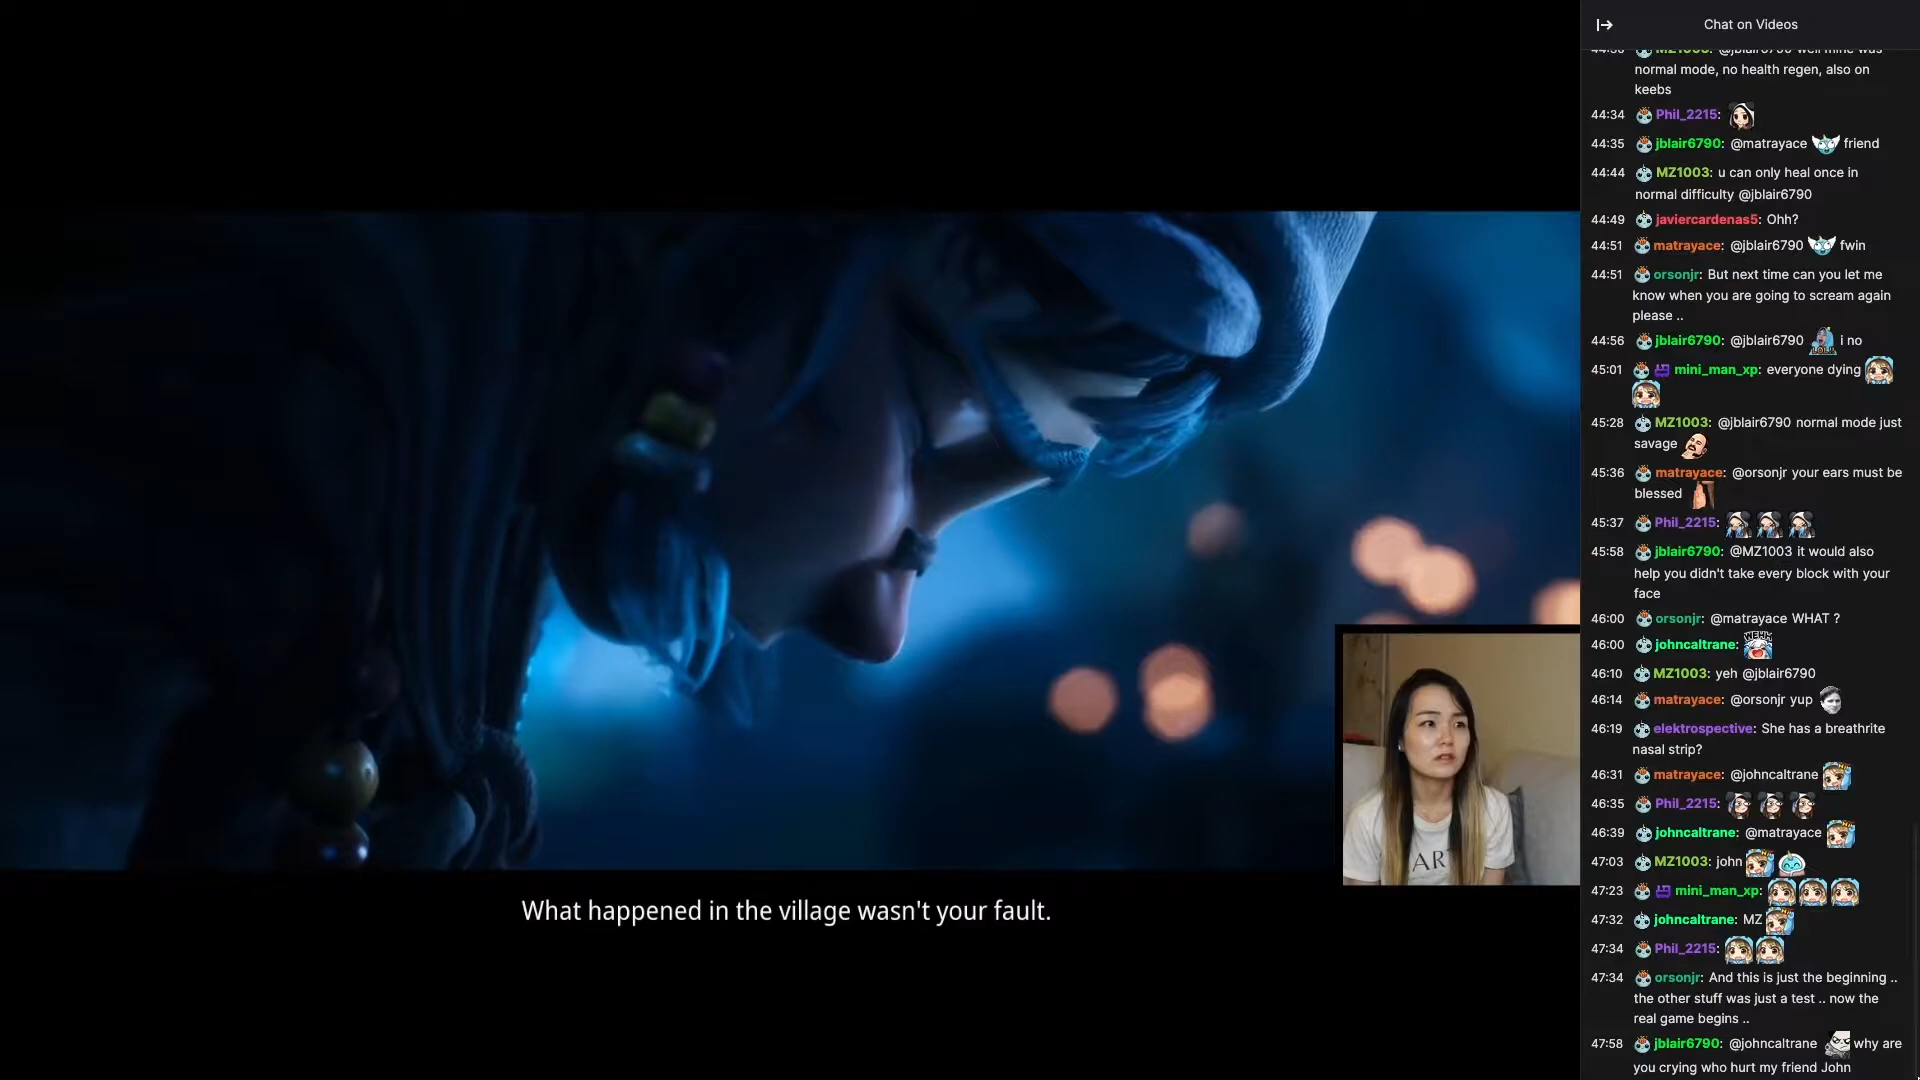 Chat on Videos
44:30 MZ1003: @jblair6790 well mine was
normal mode, no health regen, also on
keebs
44:34 Phil_2215:
44:35 jblair6790: @matrayace friend
44:44 MZ1003: u can only heal once in
normal difficulty @jblair6790
44:49 javiercardenas5: Ohh?
44:51 matrayace: @jblair6790 fwin
44:51 orsonjr: But next time can you let me
know when you are going to scream again
please ..
44:56 jblair6790: @jblair6790 i no
45:01 mini_man_xp: everyone dying
45:28 MZ1003: @jblair6790 normal mode just
savage
45:36 matrayace: @orsonjr your ears must be
blessed
45:37 Phil_2215:
45:58 jblair6790: @MZ1003 it would also
help you didn't take every block with your
face
46:00 orsonjr: @matrayace WHAT ?
46:00 johncaltrane:
46:10 MZ1003: yeh @jblair6790
46:14 matrayace: @orsonjr yup
46:19 elektrospective: She has a breathrite
nasal strip?
46:31 matrayace: @johncaltrane
46:35 Phil_2215:
46:39 johncaltrane: @matrayace
47:03 MZ1003: john
47:23 mini_man_xp:
47:32 johncaltrane: MZ
47:34 Phil_2215:
47:34 orsonjr: And this is just the beginning ..
the other stuff was just a test .. now the
real game begins ..
47:58 jblair6790: @johncaltrane why are
you crying who hurt my friend John
ART
What happened in the village wasn't your fault.